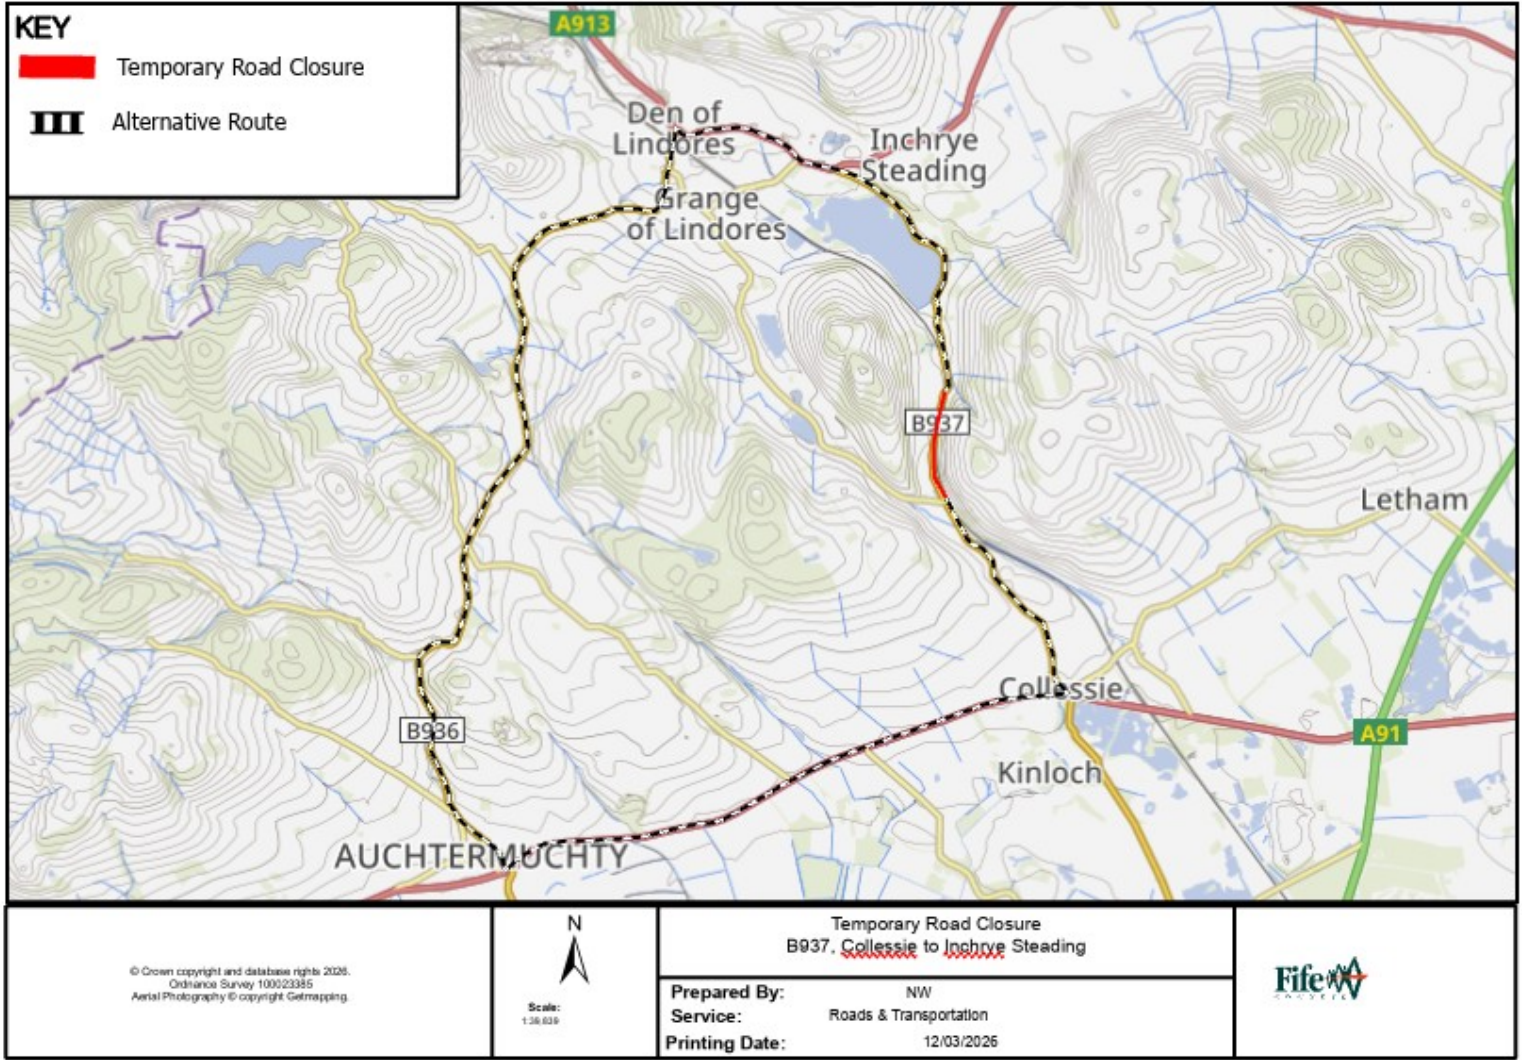 KEY
Temporary Road Closure
Alternative Route
A913
Den of
Lindores
Inchrye
Steading
Grange
of Lindores
B937
Letham
Collessie
B936
A91
Kinloch
AUCHTERMUCHTY
© Crown copyright and database rights 2026.
Ordnance Survey 100023385
Aerial Photography © copyright Getmapping.
N
Scale:
Temporary Road Closure
B937, Collessie to Inchrye Steading
Prepared By: NW
Service: Roads & Transportation
Printing Date: 12/03/2026
Fife